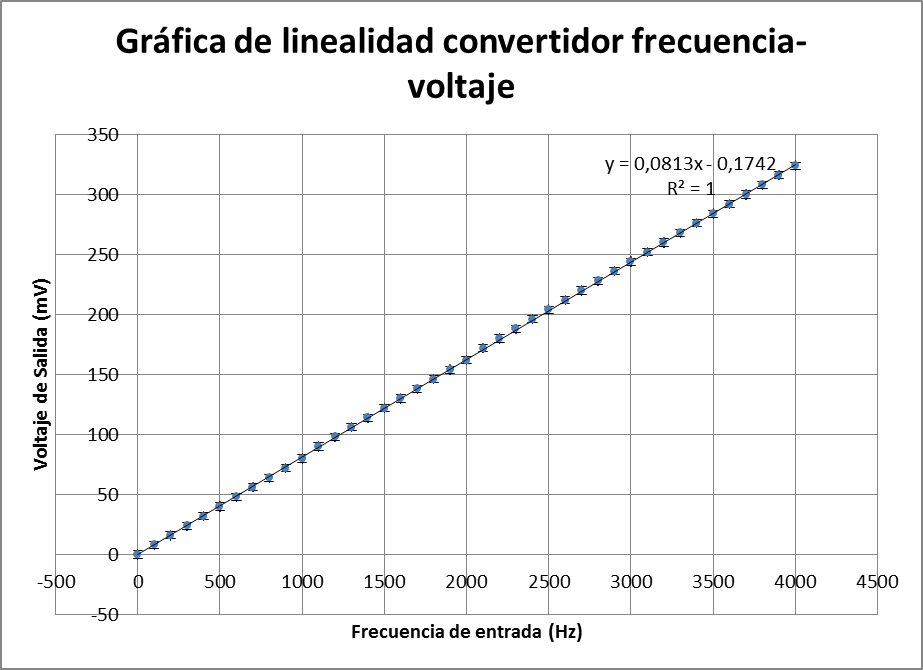 Gráfica de linealidad convertidor frecuencia-
voltaje
350
y = 0,0813x - 0,1742
R² = 1
300
250
200
150
100
50
0
-50
Voltaje de Salida (mV)
-500 0 500 1000 1500 2000 2500 3000 3500 4000 4500
Frecuencia de entrada (Hz)